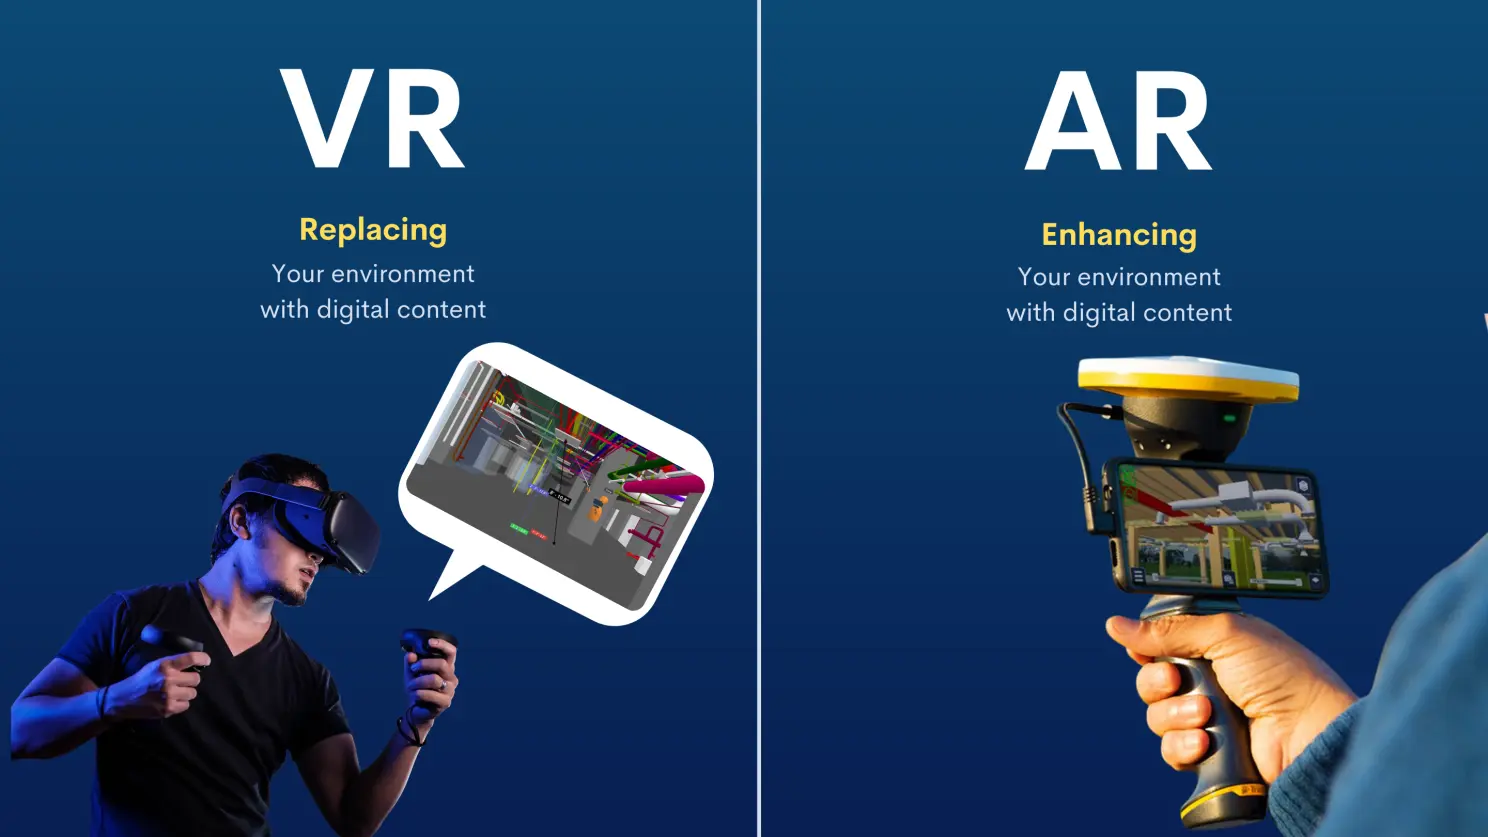 VR
Replacing
Your environment
with digital content
AR
Enhancing
Your environment
with digital content